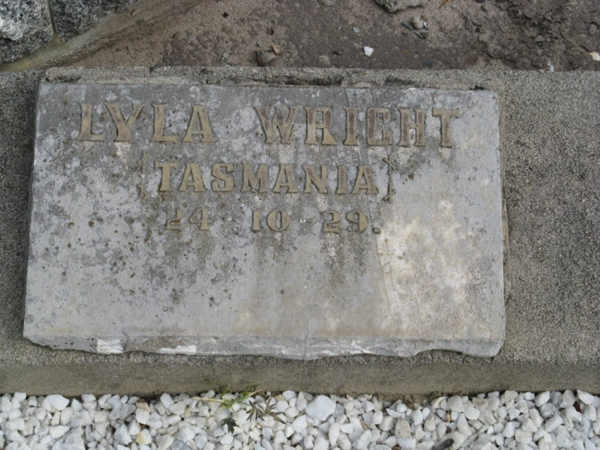 LYLA WRIGHT
[TASMANIA]
24 - 10 - 29.